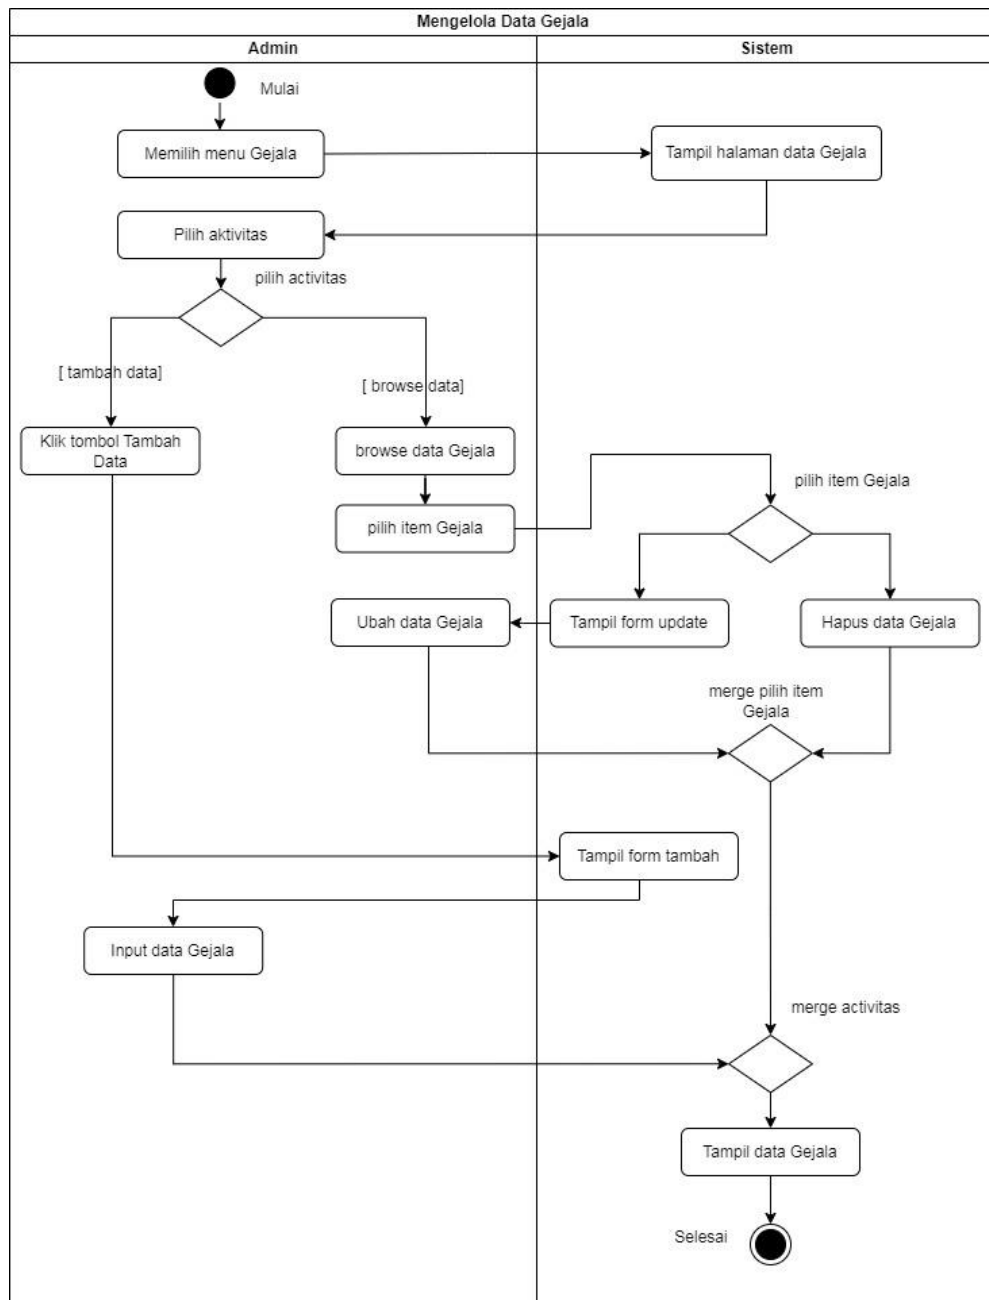 Mengelola Data Gejala
Admin
Sistem
Mulai
Memilih menu Gejala
Tampil halaman data Gejala
Pilih aktivitas
pilih activitas
[ tambah data]
[ browse data]
Klik tombol Tambah
Data
browse data Gejala
pilih item Gejala
pilih item Gejala
Ubah data Gejala
Tampil form update
Hapus data Gejala
merge pilih item
Gejala
Tampil form tambah
Input data Gejala
merge activitas
Tampil data Gejala
Selesai